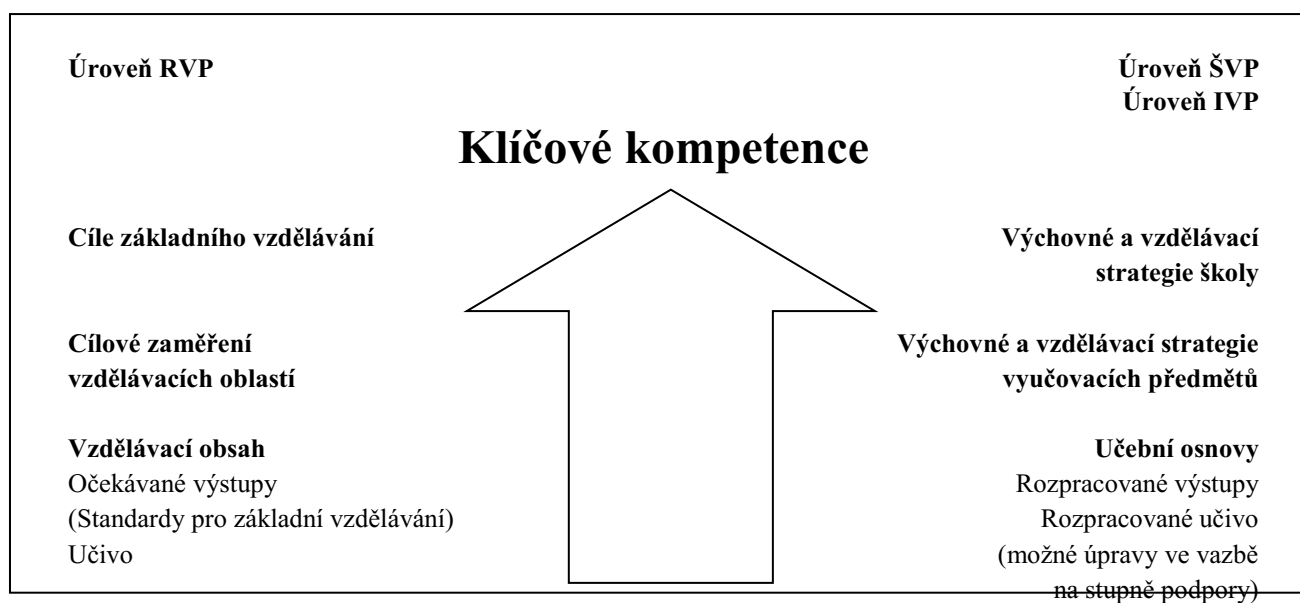 Úroveň RVP
Úroveň ŠVP
Úroveň IVP
Klíčové kompetence
Cíle základního vzdělávání
Výchovné a vzdělávací
strategie školy
Cílové zaměření
vzdělávacích oblastí
Výchovné a vzdělávací strategie
vyučovacích předmětů
Vzdělávací obsah
Očekávané výstupy
(Standardy pro základní vzdělávání)
Učivo
Učební osnovy
Rozpracované výstupy
Rozpracované učivo
(možné úpravy ve vazbě
na stupně podpory)